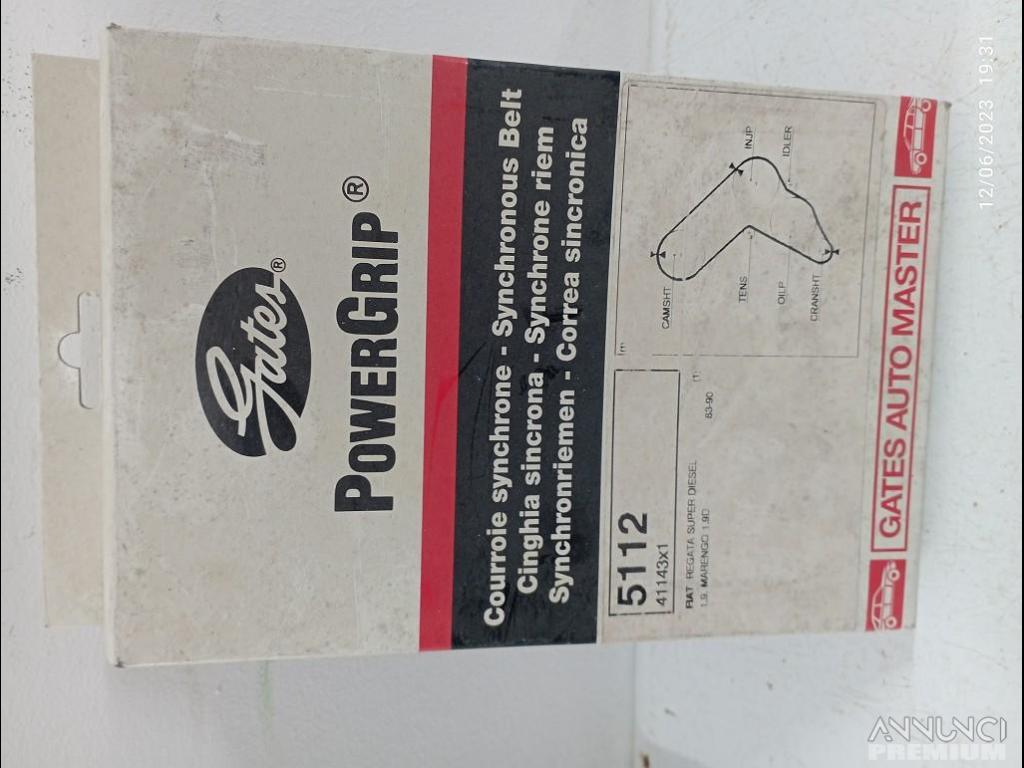 Gates®
POWERGRIP®
Courroie synchrone - Synchronous Belt
Cinghia sincrona - Synchrone riem
Synchronriemen - Correa sincronica
5112
41143x1
FIAT REGATA SUPER DIESEL
1,9. MARENGO 1,9D 83-90 (1)
(1)
CAMSHT
INJP
IDLER
TENS
OILP
CRANSHT
GATES AUTO MASTER
12/06/2023 19:31
ANNUNCI
PREMIUM